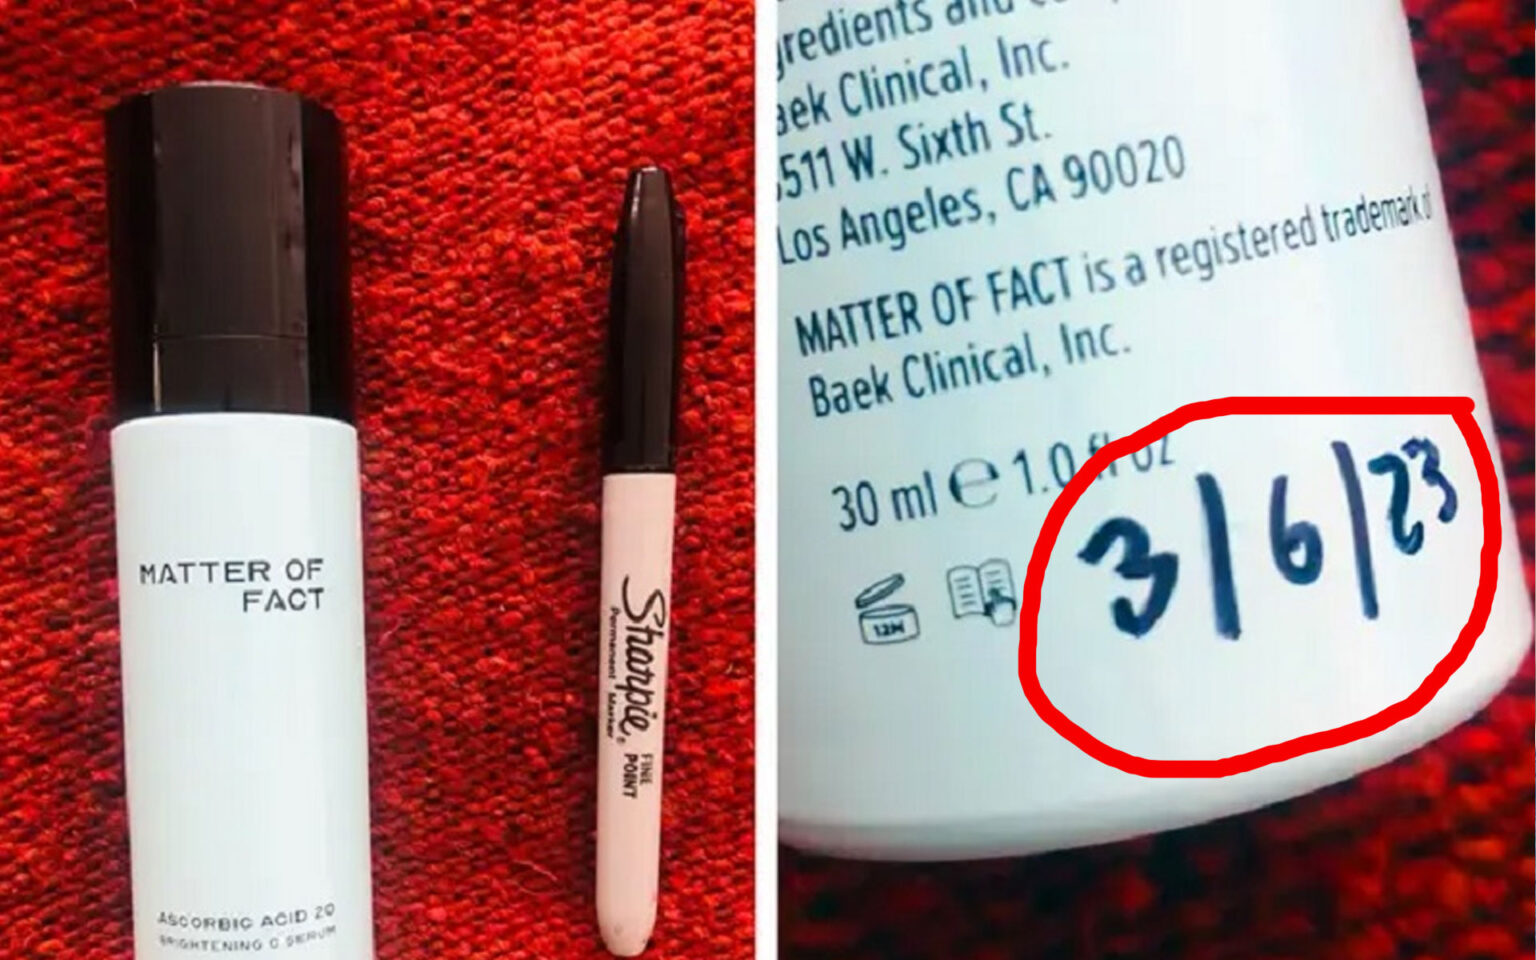 MATTER OF
FACT
ASCORBIC ACID 20
BRIGHTENING C SERUM
Sharpie
Permanent Marker
FINE
POINT
Clinical, Inc.
511 W. Sixth St.
Los Angeles, CA 90020
MATTER OF FACT is a registered trademark of
Baek Clinical, Inc.
30 ml e 1.0 fl oz
12M
3/6/23